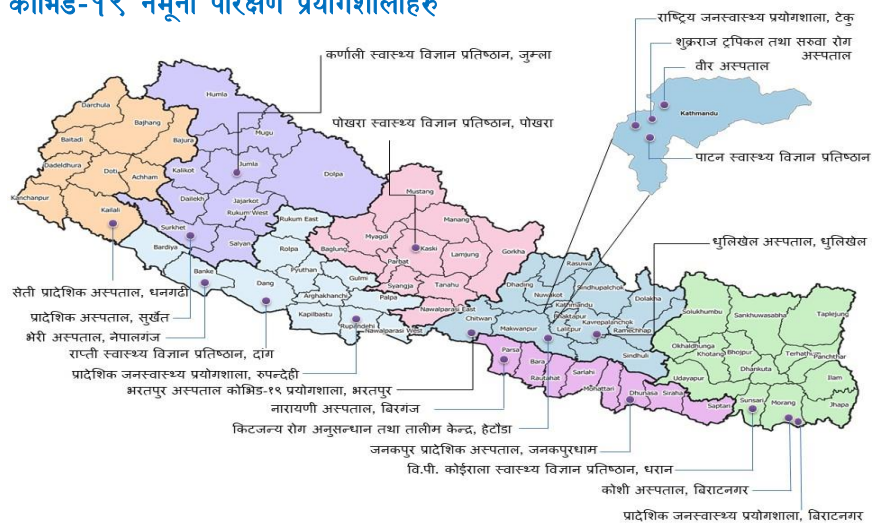 कोभिड-१९ नमूना परिक्षण प्रयोगशालाहरु
राष्ट्रिय जनस्वास्थ्य प्रयोगशाला, टेकु
शुक्रराज ट्रपिकल तथा सरुवा रोग
अस्पताल
वीर अस्पताल
कर्णाली स्वास्थ्य विज्ञान प्रतिष्ठान, जुम्ला
Kathmandu
पोखरा स्वास्थ्य विज्ञान प्रतिष्ठान, पोखरा
पाटन स्वास्थ्य विज्ञान प्रतिष्ठान
Humla
Darchula
Bajhang
Mugu
Baitadi
Bajura
Dadeldhura
Doti
Kalikot
Jumla
Dolpa
Achham
Kanchanpur
Dailekh
Jajarkot
Mustang
Kailali
Rukum West
Rukum East
Manang
Surkhet
Salyan
Rolpa
Myagdi
Kaski
Baglung
Parbat
Lamjung
Gorkha
Bardiya
Banke
Dang
Pyuthan
Gulmi
Syangja
Tanahu
Arghakhanchi
Palpa
Kapilbastu
Rupandehi
Nawalparasi West
Nawalparasi East
धुलिखेल अस्पताल, धुलिखेल
Rasuwa
Dhading
Nuwakot
Sindhupalchok
Kathmandu
Dolakha
Bhaktapur
Chitwan
Makwanpur
Lalitpur
Kavrepalanchok
Ramechhap
Sindhuli
Solukhumbu
Sankhuwasabha
Taplejung
Okhaldhunga
Khotang
Bhojpur
Terhathum
Panchthar
Dhankuta
Udayapur
Ilam
Sunsari
Morang
Jhapa
Parsa
Bara
Rautahat
Sarlahi
Mohattari
Dhunasa
Siraha
Saptari
सेती प्रादेशिक अस्पताल, धनगढी
प्रादेशिक अस्पताल, सुर्खेत
भेरी अस्पताल, नेपालगंज
राप्ती स्वास्थ्य विज्ञान प्रतिष्ठान, दांग
प्रादेशिक जनस्वास्थ्य प्रयोगशाला, रुपन्देही
भरतपुर अस्पताल कोभिड-१९ प्रयोगशाला, भरतपुर
नारायणी अस्पताल, बिरगंज
किटजन्य रोग अनुसन्धान तथा तालीम केन्द्र, हेटौडा
जनकपुर प्रादेशिक अस्पताल, जनकपुरधाम
वि.पी. कोईराला स्वास्थ्य विज्ञान प्रतिष्ठान, धरान
कोशी अस्पताल, बिराटनगर
प्रादेशिक जनस्वास्थ्य प्रयोगशाला, बिराटनगर